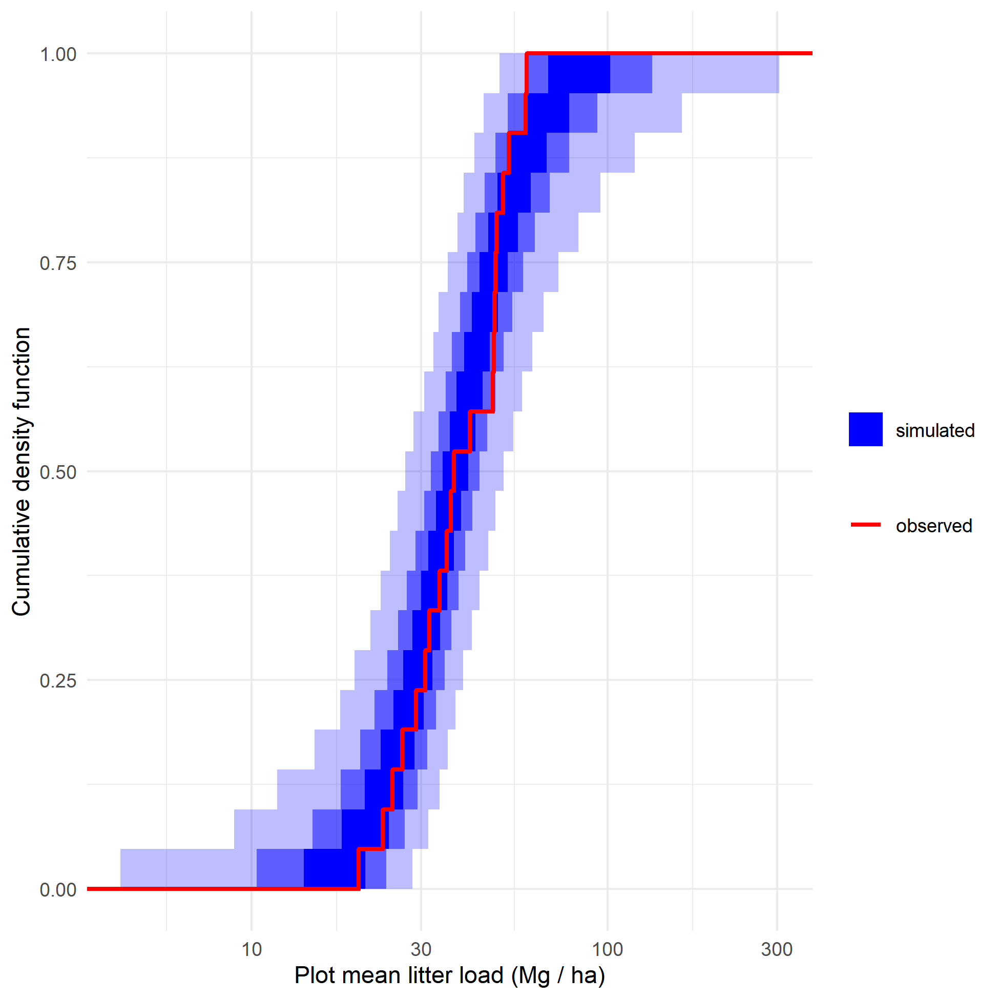 1.00
0.75
0.50
0.25
0.00
Cumulative density function
10
30
100
300
Plot mean litter load (Mg / ha)
simulated
observed